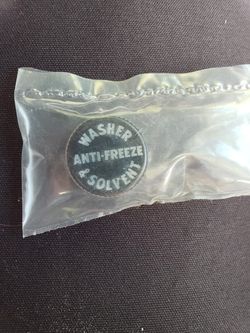 WASHER
ANTI-FREEZE
& SOLVENT